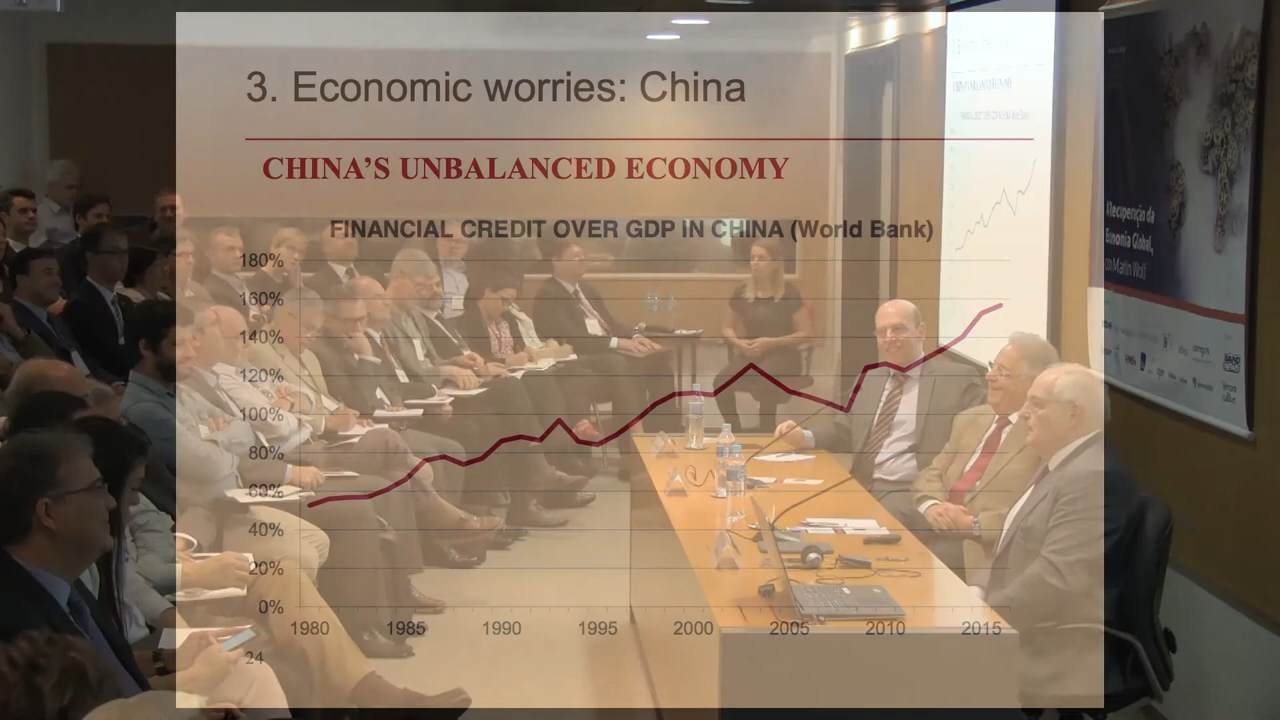 3. Economic worries: China
CHINA'S UNBALANCED ECONOMY
FINANCIAL CREDIT OVER GDP IN CHINA (World Bank)
180%
160%
140%
120%
100%
80%
60%
40%
20%
0%
1980 1985 1990 1995 2000 2005 2010 2015
24
A Recuperação da
Economia Global,
com Martin Wolf